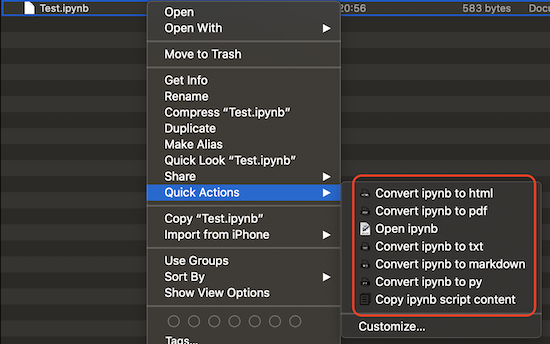 Test.ipynb
20:56
583 bytes
Docu
Open
Open With
Move to Trash
Get Info
Rename
Compress “Test.ipynb”
Duplicate
Make Alias
Quick Look “Test.ipynb”
Share
Quick Actions
Copy “Test.ipynb”
Import from iPhone
Use Groups
Sort By
Show View Options
Tags...
Convert ipynb to html
Convert ipynb to pdf
Open ipynb
Convert ipynb to txt
Convert ipynb to markdown
Convert ipynb to py
Copy ipynb script content
Customize...